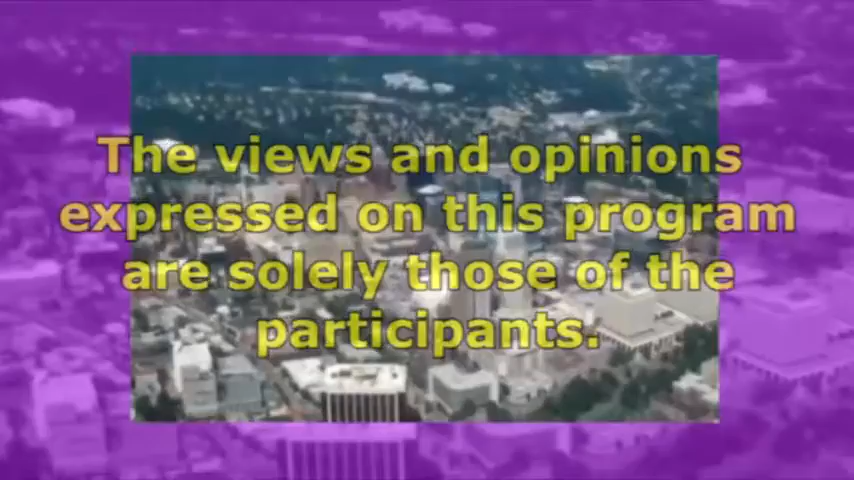 The views and opinions
expressed on this program
are solely those of the
participants.